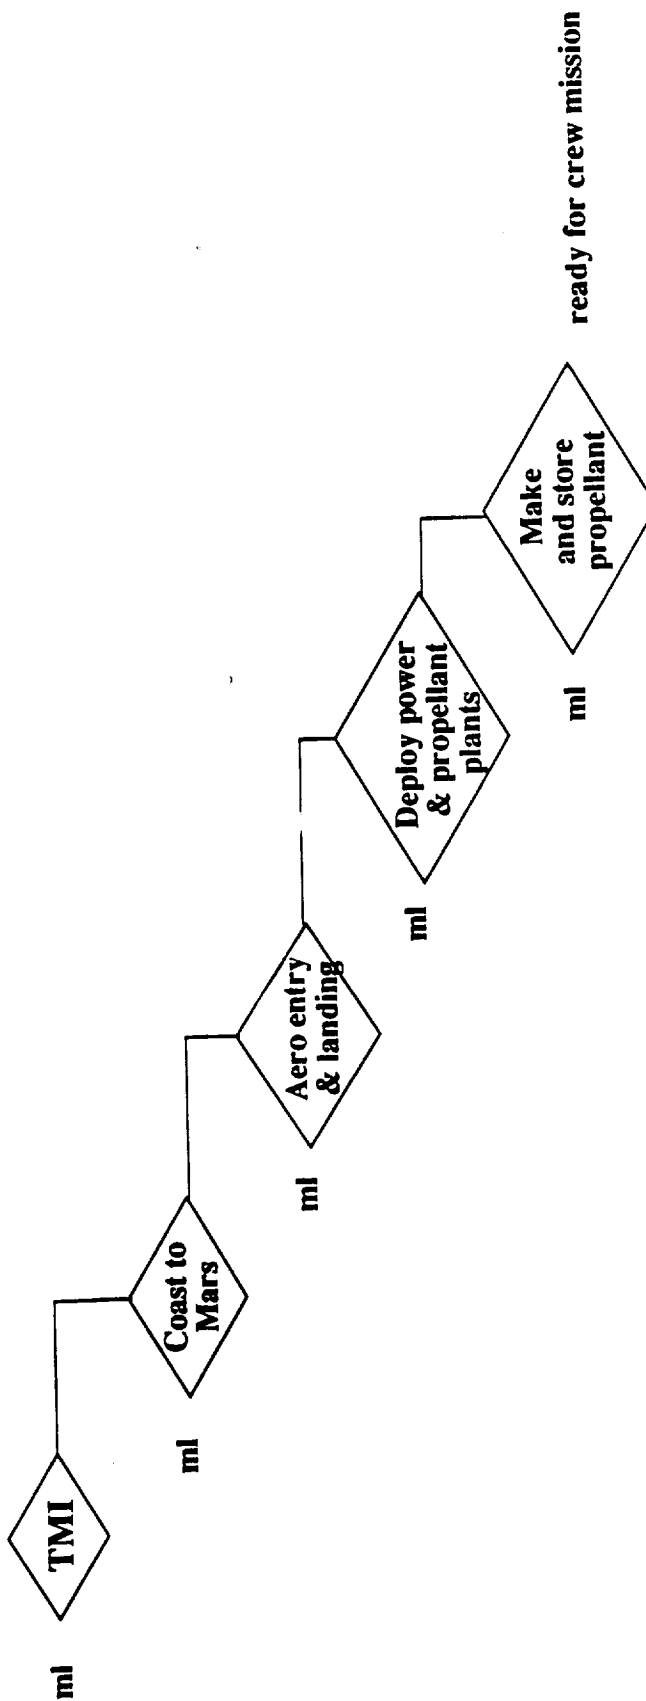 ml
TMI
ml
Coast to
Mars
ml
Aero entry
& landing
ml
Deploy power
& propellant
plants
ml
Make
and store
propellant
ready for crew mission